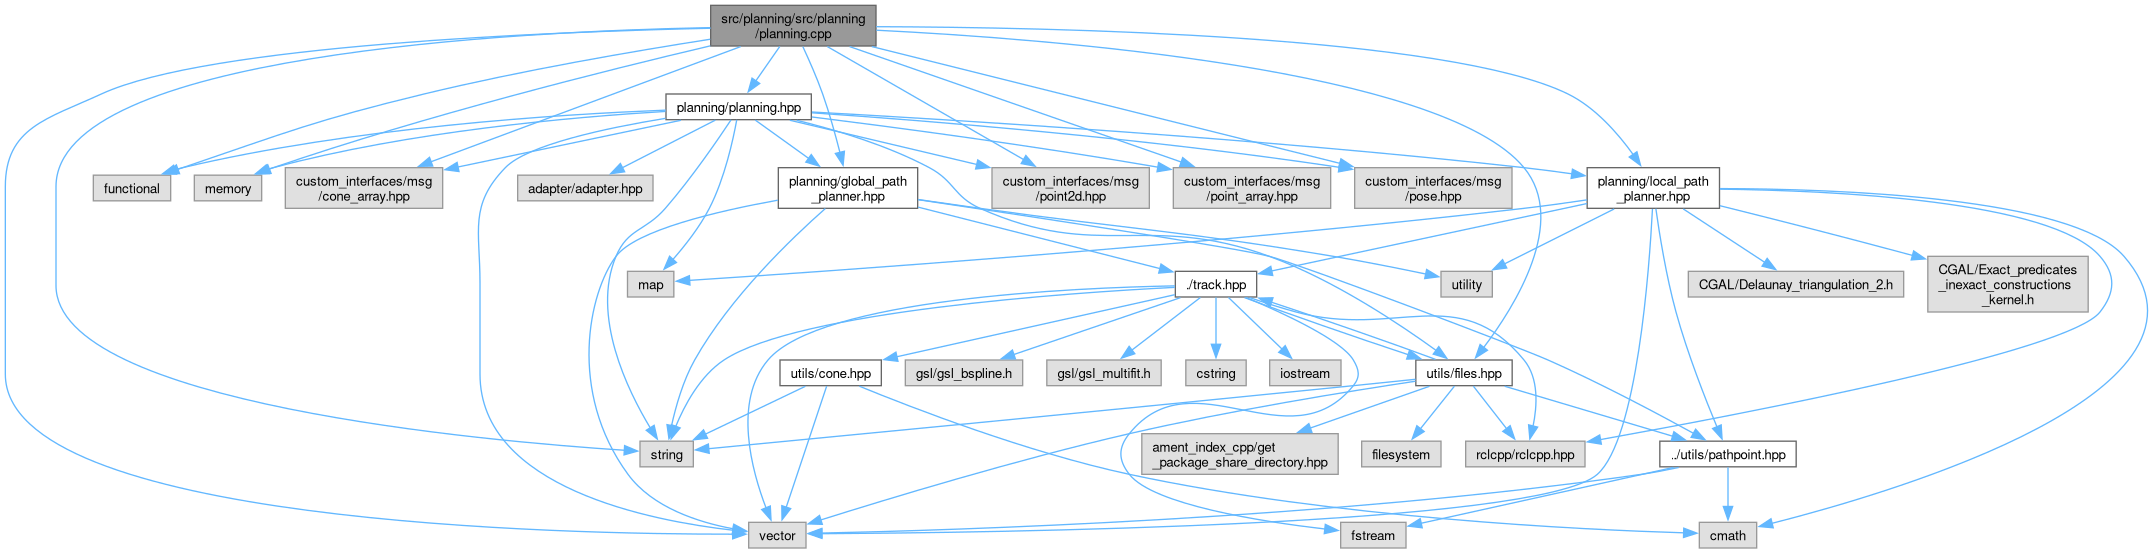 src/planning/src/planning
/planning.cpp
planning/planning.hpp
functional
memory
custom_interfaces/msg
/cone_array.hpp
adapter/adapter.hpp
planning/global_path
_planner.hpp
custom_interfaces/msg
/point2d.hpp
custom_interfaces/msg
/point_array.hpp
custom_interfaces/msg
/pose.hpp
planning/local_path
_planner.hpp
map
./track.hpp
utility
CGAL/Delaunay_triangulation_2.h
CGAL/Exact_predicates
_inexact_constructions
_kernel.h
utils/cone.hpp
gsl/gsl_bspline.h
gsl/gsl_multifit.h
cstring
iostream
utils/files.hpp
string
ament_index_cpp/get
_package_share_directory.hpp
filesystem
rclcpp/rclcpp.hpp
../utils/pathpoint.hpp
vector
fstream
cmath